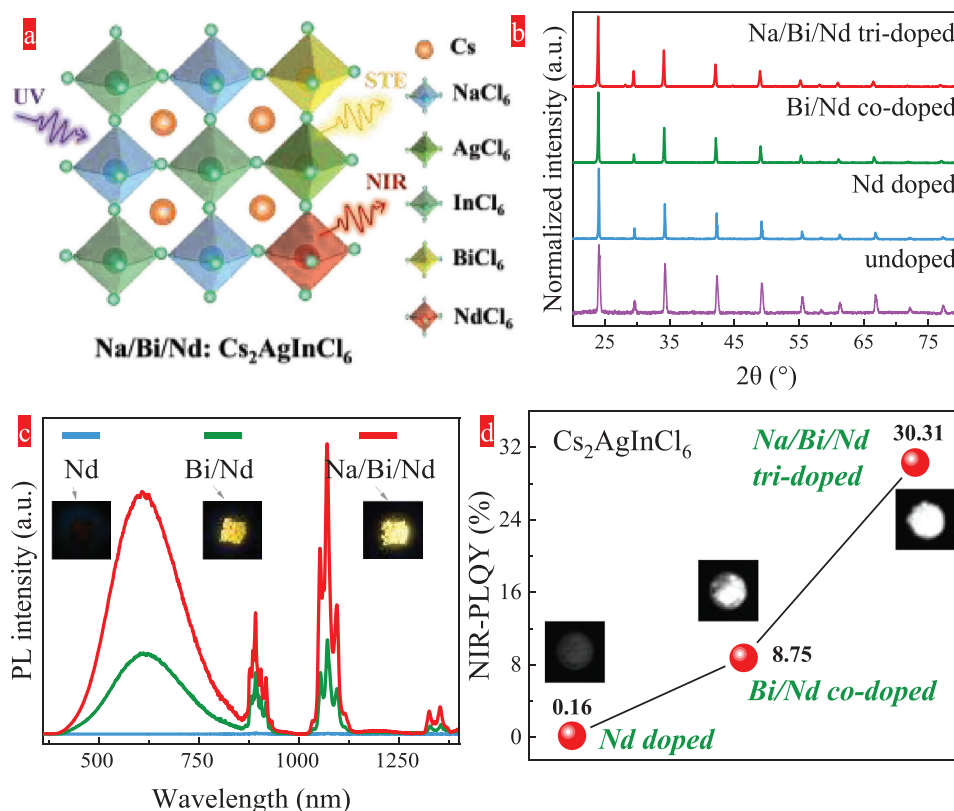 a
UV
STE
NIR
Cs
NaCl6
AgCl6
InCl6
BiCl6
NdCl6
Na/Bi/Nd: Cs2AgInCl6
b
Normalized intensity (a.u.)
Na/Bi/Nd tri-doped
Bi/Nd co-doped
Nd doped
undoped
25 35 45 55 65 75
2θ (°)
c
PL intensity (a.u.)
Nd
Bi/Nd
Na/Bi/Nd
500 750 1000 1250
Wavelength (nm)
d
NIR-PLQY (%)
32
24
16
8
0
Cs2AgInCl6
Na/Bi/Nd
tri-doped
30.31
8.75
Bi/Nd co-doped
0.16
Nd doped